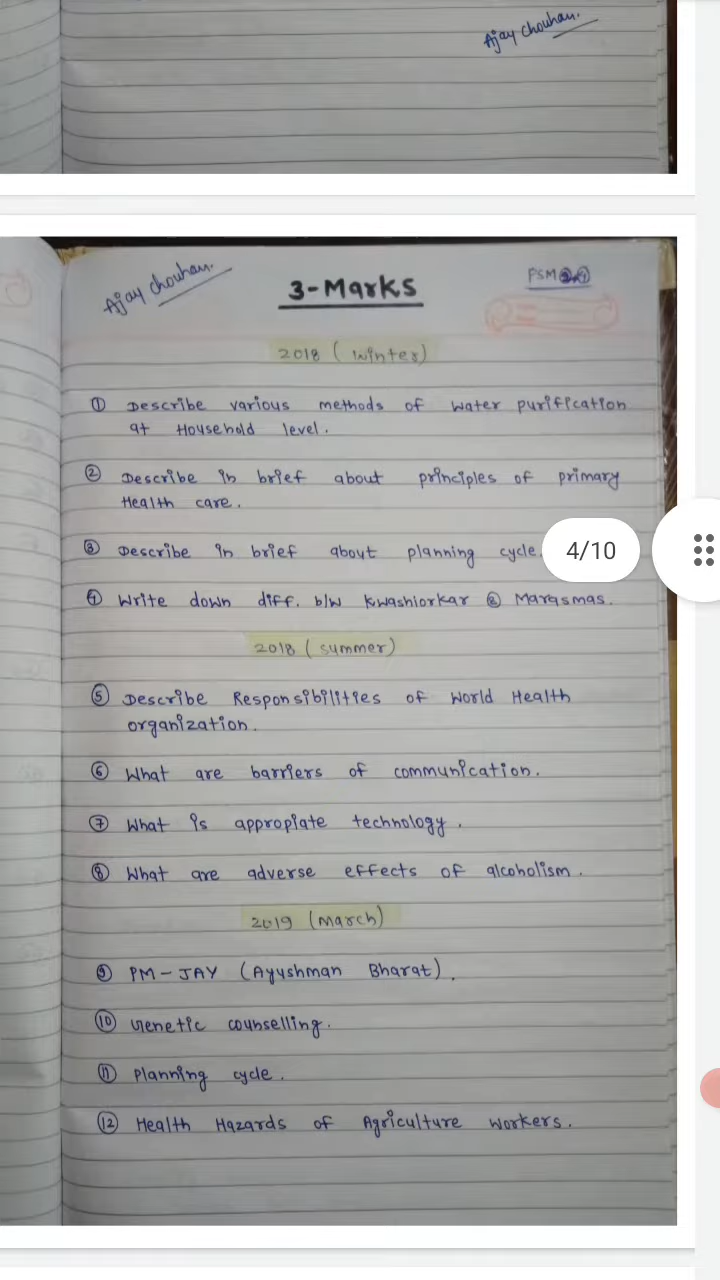 Ajay Chouhan.
Ajay Chouhan.
3-Marks
PSM
2018 ( Winter)
① Describe various methods of water purification
at Household level.
② Describe in brief about principles of primary
Health care.
③ Describe in brief about planning cycle.
4/10
④ Write down diff. b/w Kwashiorkar & Marasmas.
2018 ( summer)
⑤ Describe Responsibilities of World Health
organization.
⑥ What are barriers of communication.
⑦ What is appropiate technology.
⑧ What are adverse effects of alcoholism.
2019 (March)
⑨ PM-JAY (Ayushman Bharat).
⑩ Genetic counselling.
⑪ Planning cycle.
⑫ Health Hazards of Agriculture workers.